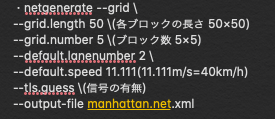 ・netgenerate --grid \
--grid.length 50 \(各ブロックの長さ 50×50)
--grid.number 5 \(ブロック数 5×5)
--default.lanenumber 2 \
--default.speed 11.111(11.111m/s=40km/h)
--tls.guess \(信号の有無)
--output-file manhattan.net.xml